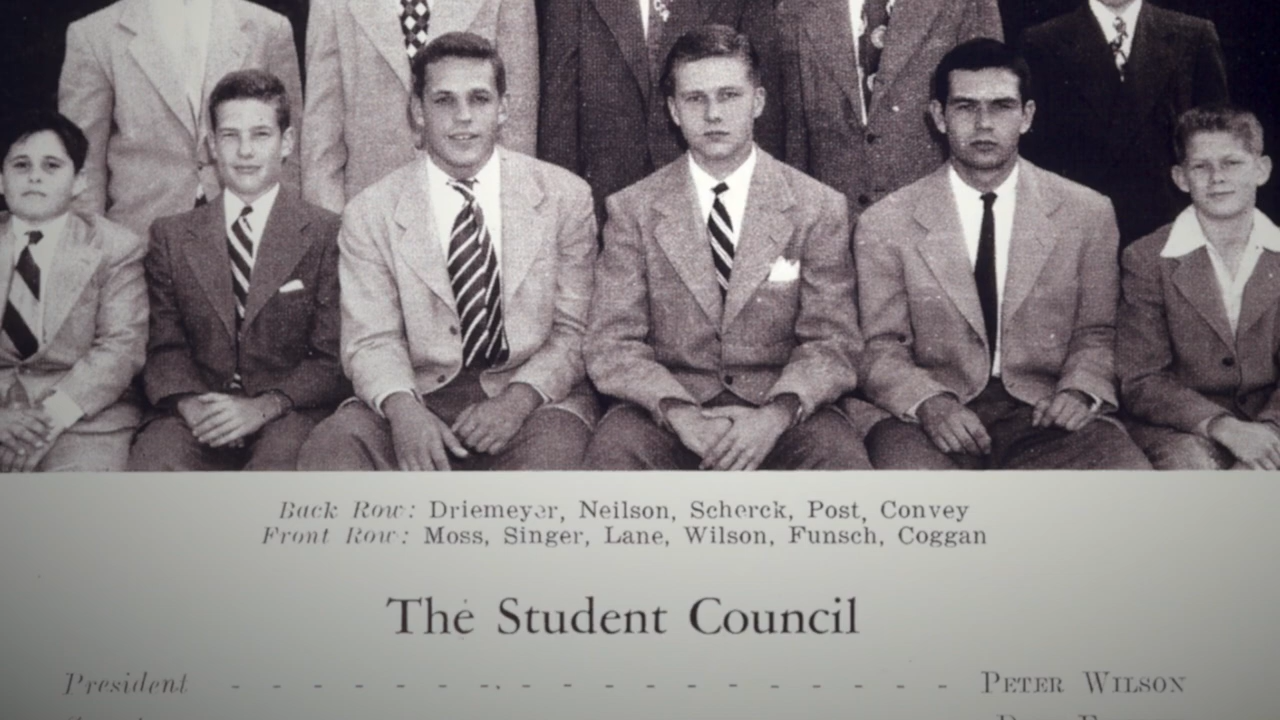 Back Row: Driemeyer, Neilson, Scherck, Post, Convey
Front Row: Moss, Singer, Lane, Wilson, Funsch, Coggan
The Student Council
President - - - - - - - - - - - - - - - - - - PETER WILSON